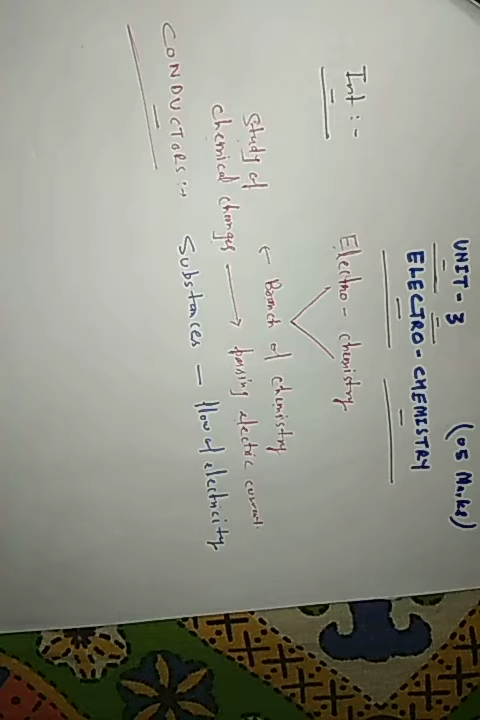 UNIT - 3 (05 Marks)
ELECTRO - CHEMISTRY
Int :- Electro - chemistry
← Branch of chemistry
Study of chemical changes → passing electric current.
CONDUCTORS :- Substances - flow of electricity